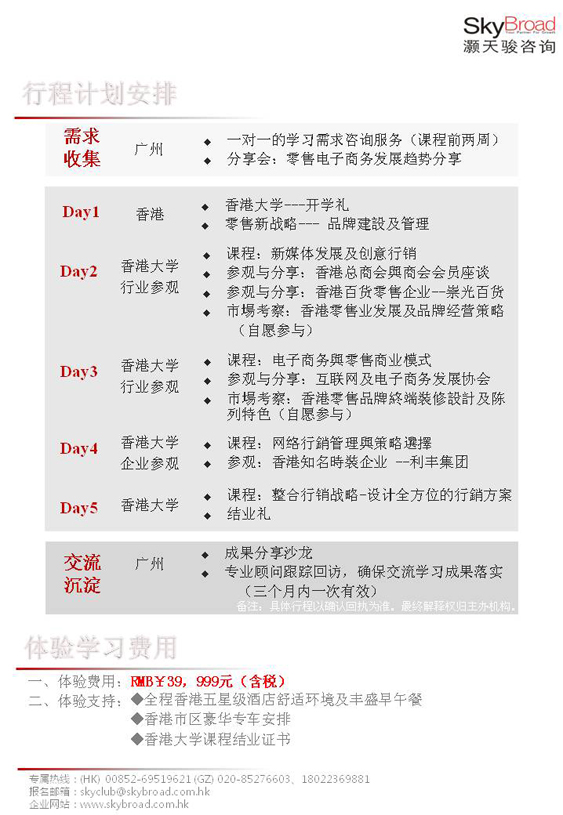 SkyBroad
Your Partner For Growth
灏天骏咨询
行程计划安排
需求
收集
广州
◆ 一对一的学习需求咨询服务（课程前两周）
◆ 分享会：零售电子商务发展趋势分享
Day1
香港
◆ 香港大学---开学礼
◆ 零售新战略--- 品牌建設及管理
Day2
香港大学
行业参观
◆ 课程：新媒体发展及创意行销
◆ 参观与分享：香港总商会與商会会员座谈
◆ 参观与分享：香港百货零售企业--崇光百货
◆ 市場考察：香港零售业发展及品牌经营策略
（自愿参与）
Day3
香港大学
行业参观
◆ 课程：电子商务與零售商业模式
◆ 参观与分享：互联网及电子商务发展协会
◆ 市場考察：香港零售品牌終端装修設計及陈
列特色（自愿参与）
Day4
香港大学
企业参观
◆ 课程：网络行銷管理與策略選擇
◆ 参观：香港知名時裝企业 --利丰集团
Day5
香港大学
◆ 课程：整合行销战略-设计全方位的行銷方案
◆ 结业礼
交流
沉淀
广州
◆ 成果分享沙龙
◆ 专业顾问跟踪回访，确保交流学习成果落实
（三个月内一次有效）
备注：具体行程以确认回执为准。最终解释权归主办机构。
体验学习费用
一、体验费用：RMB￥39，999元（含税）
二、体验支持：◆全程香港五星级酒店舒适环境及丰盛早午餐
◆香港市区豪华专车安排
◆香港大学课程结业证书
专属热线：(HK) 00852-69519621 (GZ) 020-85276603、18022369881
报名邮箱：skyclub@skybroad.com.hk
企业网站：www.skybroad.com.hk